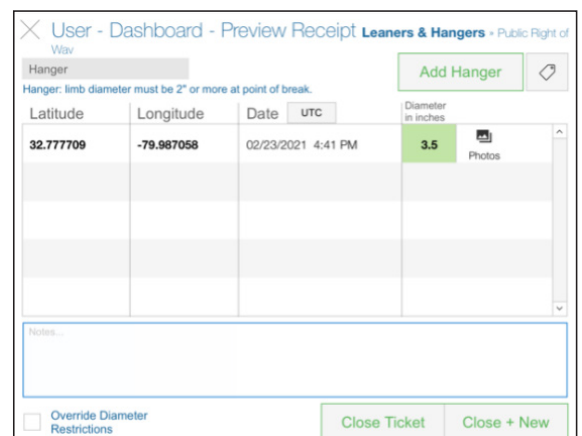 User - Dashboard - Preview Receipt Leaners & Hangers • Public Right of
Way
Hanger
Add Hanger
Hanger: limb diameter must be 2" or more at point of break.
Latitude Longitude Date UTC Diameter
in inches
32.777709 -79.987058 02/23/2021 4:41 PM 3.5 Photos
Notes...
Override Diameter
Restrictions
Close Ticket Close + New